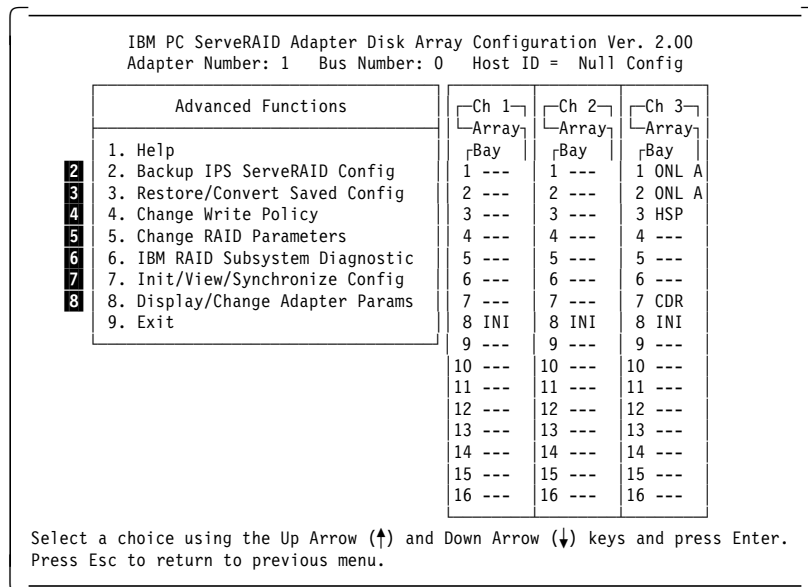 IBM PC ServeRAID Adapter Disk Array Configuration Ver. 2.00
Adapter Number: 1 Bus Number: 0 Host ID = Null Config
Advanced Functions Ch 1 Ch 2 Ch 3
Array Array Array
1. Help Bay Bay Bay
2 2. Backup IPS ServeRAID Config 1 --- 1 --- 1 ONL A
3 3. Restore/Convert Saved Config 2 --- 2 --- 2 ONL A
4 4. Change Write Policy 3 --- 3 --- 3 HSP
5 5. Change RAID Parameters 4 --- 4 --- 4 ---
6 6. IBM RAID Subsystem Diagnostic 5 --- 5 --- 5 ---
7 7. Init/View/Synchronize Config 6 --- 6 --- 6 ---
8 8. Display/Change Adapter Params 7 --- 7 --- 7 CDR
9. Exit 8 INI 8 INI 8 INI
9 --- 9 --- 9 ---
10 --- 10 --- 10 ---
11 --- 11 --- 11 ---
12 --- 12 --- 12 ---
13 --- 13 --- 13 ---
14 --- 14 --- 14 ---
15 --- 15 --- 15 ---
16 --- 16 --- 16 ---
Select a choice using the Up Arrow (↑) and Down Arrow (↓) keys and press Enter.
Press Esc to return to previous menu.